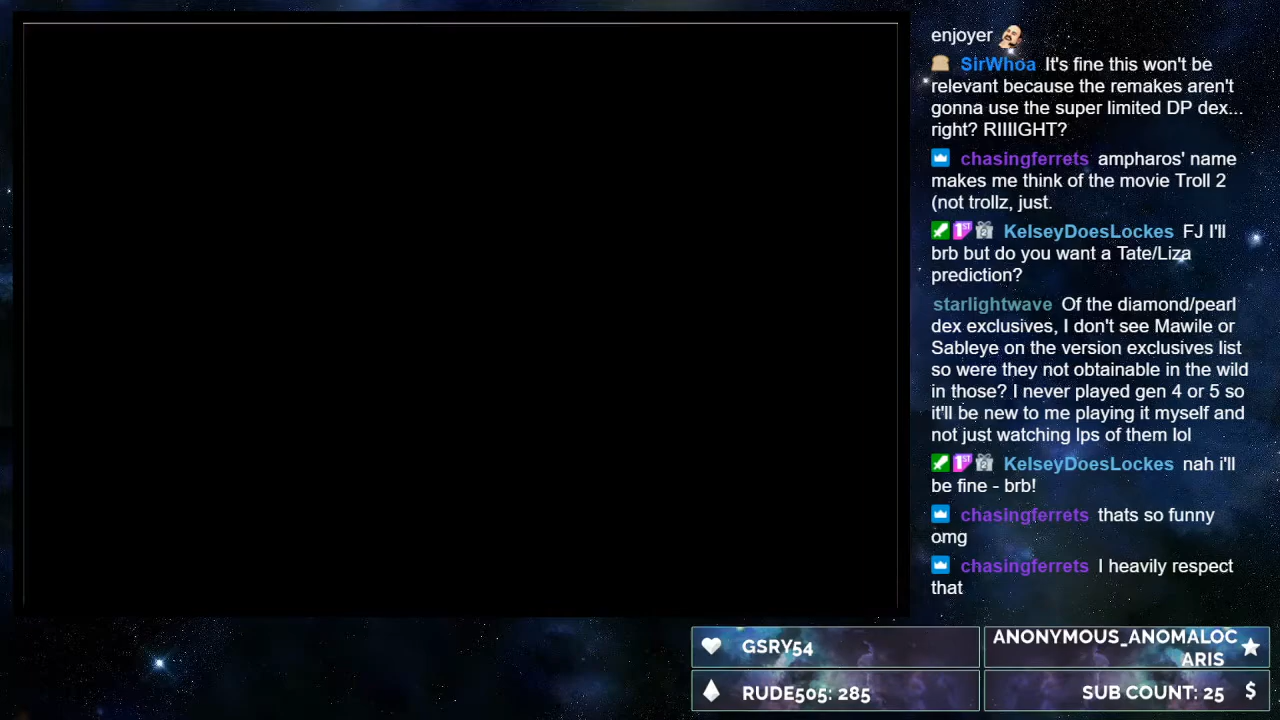 enjoyer
SirWhoa It's fine this won't be
relevant because the remakes aren't
gonna use the super limited DP dex...
right? RIIIIGHT?
chasingferrets ampharos' name
makes me think of the movie Troll 2
(not trollz, just.
1ST 2 KelseyDoesLockes FJ I'll
brb but do you want a Tate/Liza
prediction?
starlightwave Of the diamond/pearl
dex exclusives, I don't see Mawile or
Sableye on the version exclusives list
so were they not obtainable in the wild
in those? I never played gen 4 or 5 so
it'll be new to me playing it myself and
not just watching lps of them lol
1ST 2 KelseyDoesLockes nah i'll
be fine - brb!
chasingferrets thats so funny
omg
chasingferrets I heavily respect
that
GSRY54
ANONYMOUS_ANOMALOC
ARIS
RUDE505: 285
SUB COUNT: 25 $